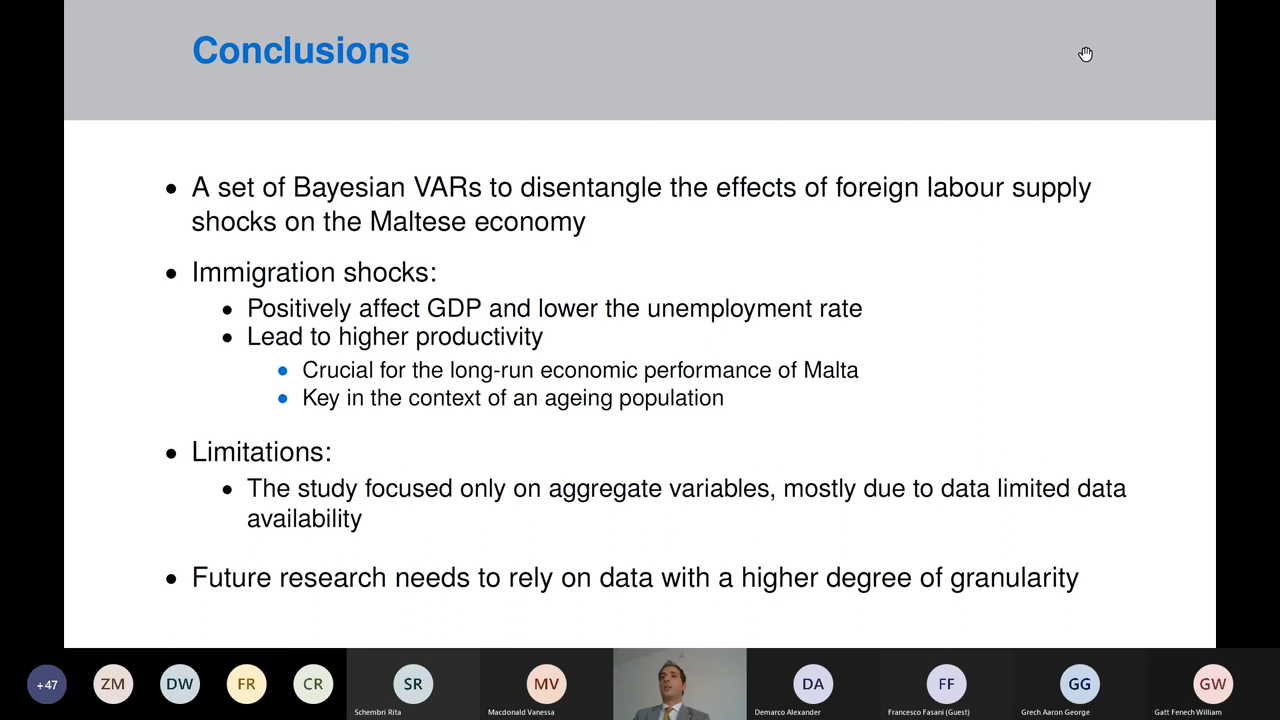 Conclusions
A set of Bayesian VARs to disentangle the effects of foreign labour supply
shocks on the Maltese economy
Immigration shocks:
Positively affect GDP and lower the unemployment rate
Lead to higher productivity
Crucial for the long-run economic performance of Malta
Key in the context of an ageing population
Limitations:
The study focused only on aggregate variables, mostly due to data limited data
availability
Future research needs to rely on data with a higher degree of granularity
+47 ZM DW FR CR SR MV DA FF GG GW
Schembri Rita Macdonald Vanessa Demarco Alexander Francesco Fasani (Guest) Grech Aaron George Gatt Fenech William